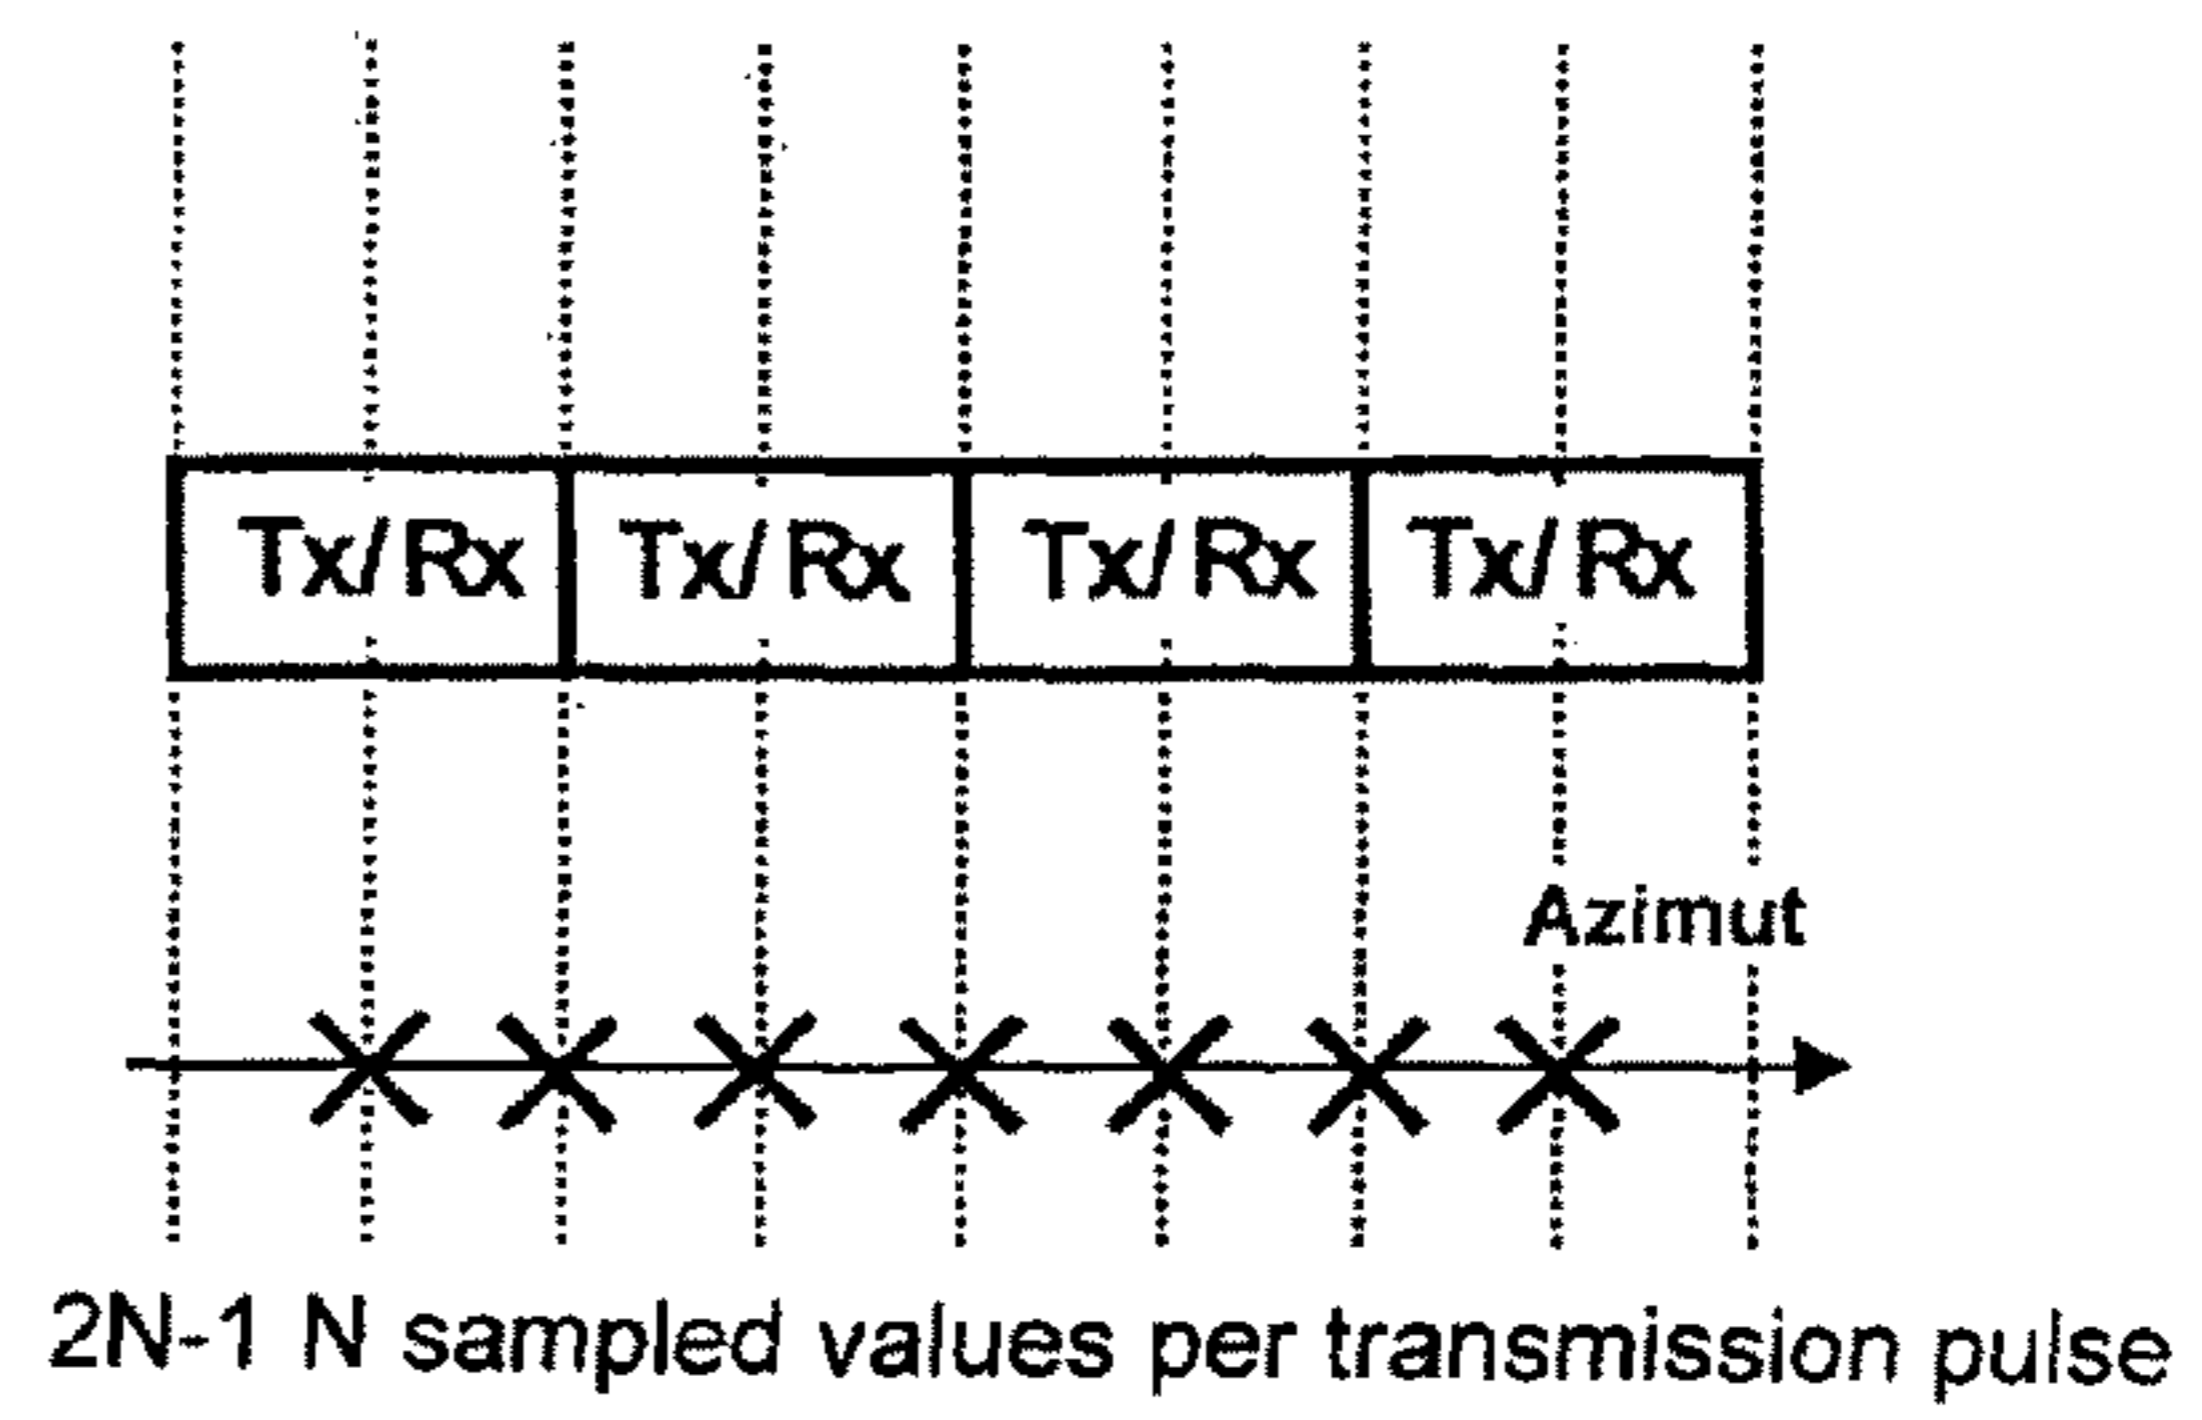 Tx/Rx Tx/Rx Tx/Rx Tx/Rx
Azimut
2N-1 N sampled values per transmission pulse